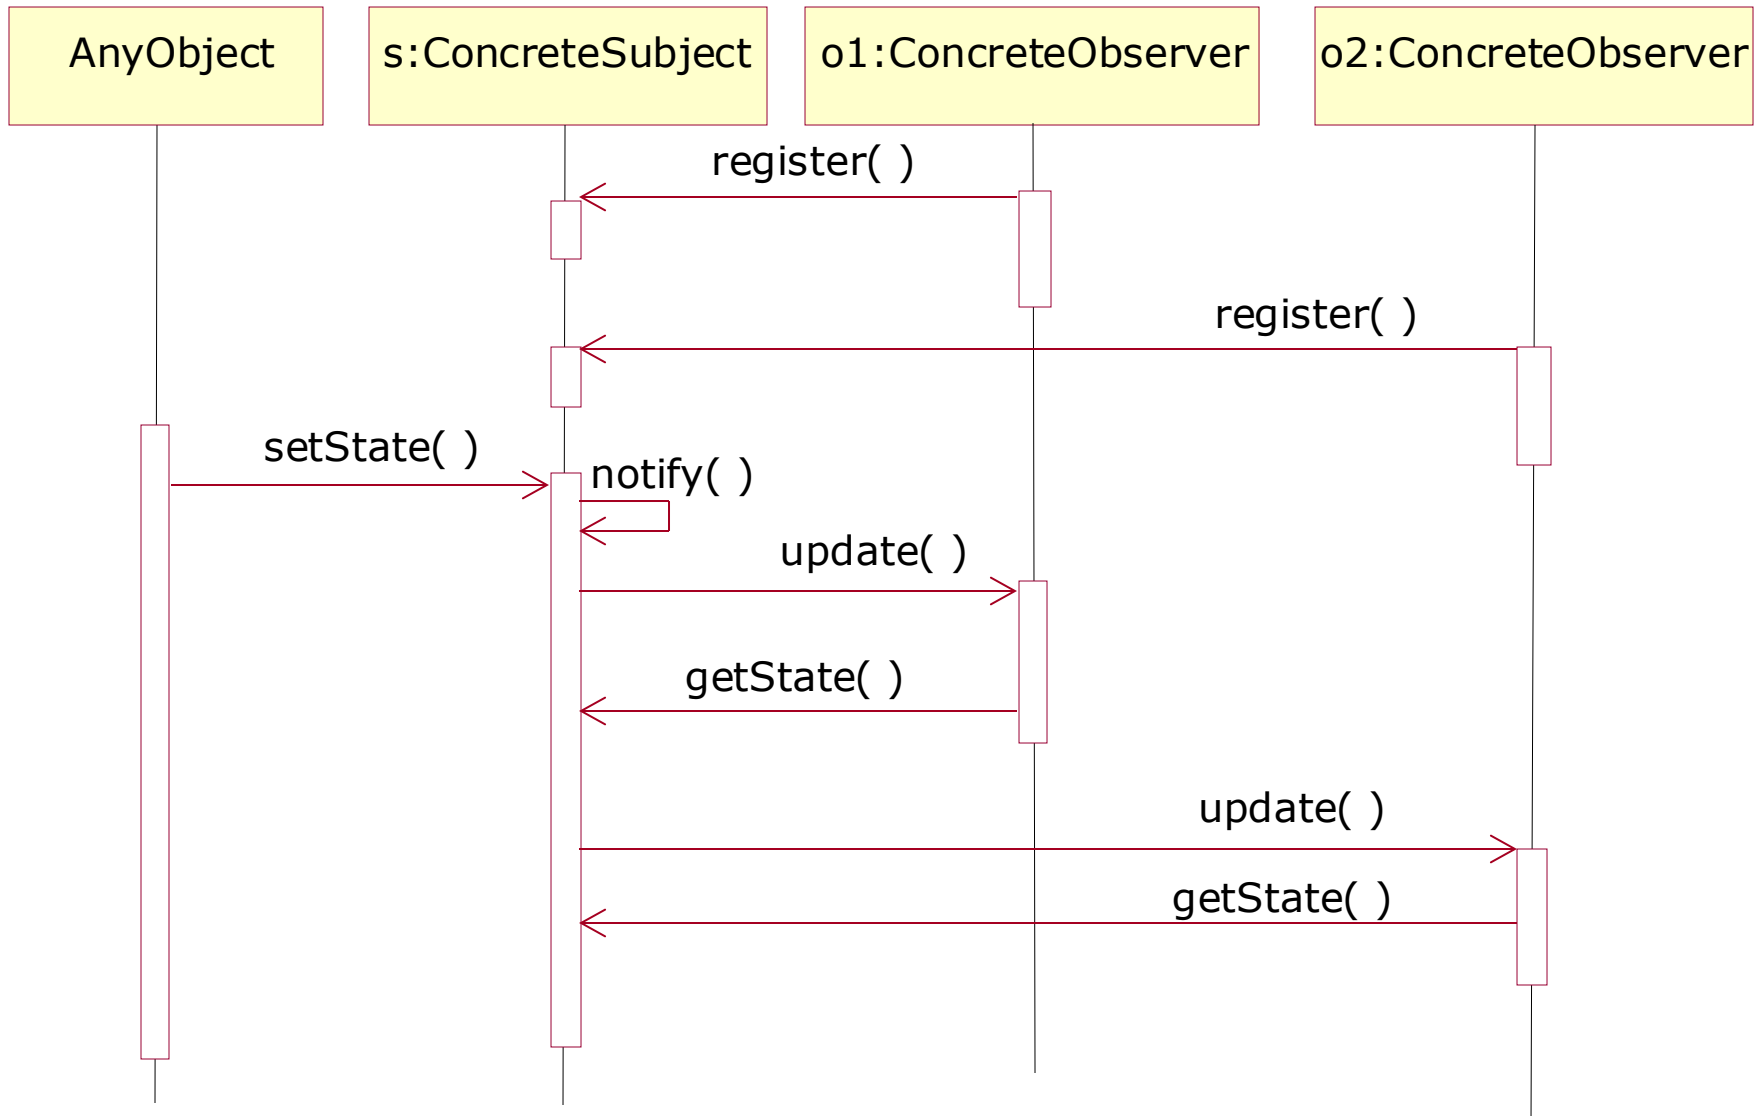 AnyObject
s:ConcreteSubject
o1:ConcreteObserver
o2:ConcreteObserver
register( )
register( )
setState( )
notify( )
update( )
getState( )
update( )
getState( )